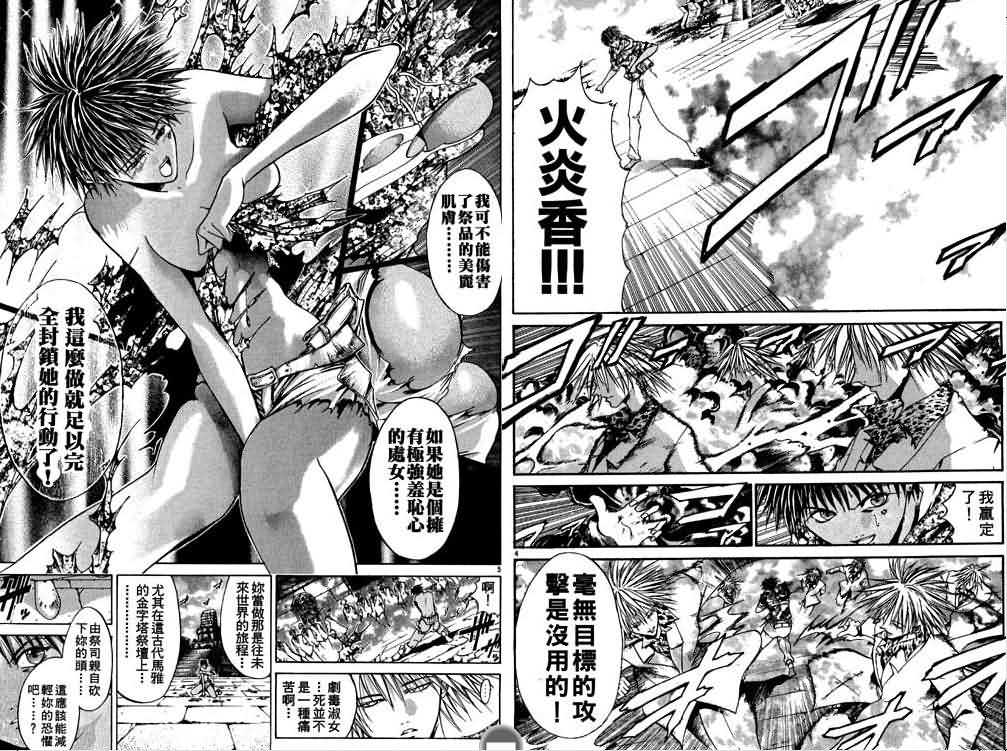 火炎香!!!
我贏定
了！
毫無目標的攻
擊是沒用的！
4
我可不能傷害
了祭品的美麗
肌膚……
如果她是個擁
有極強羞恥心
的處女……
我這麼做就足以完
全封鎖她的行動了！
5
啊！
劇毒淑女
…死並不
是一種痛
苦啊…
妳當做那是往未
來世界的旅程…
尤其在這古代馬雅
的金字塔祭壇上…
由祭司親自砍
下妳的頭……
這應該能減
輕妳的恐懼
吧……？